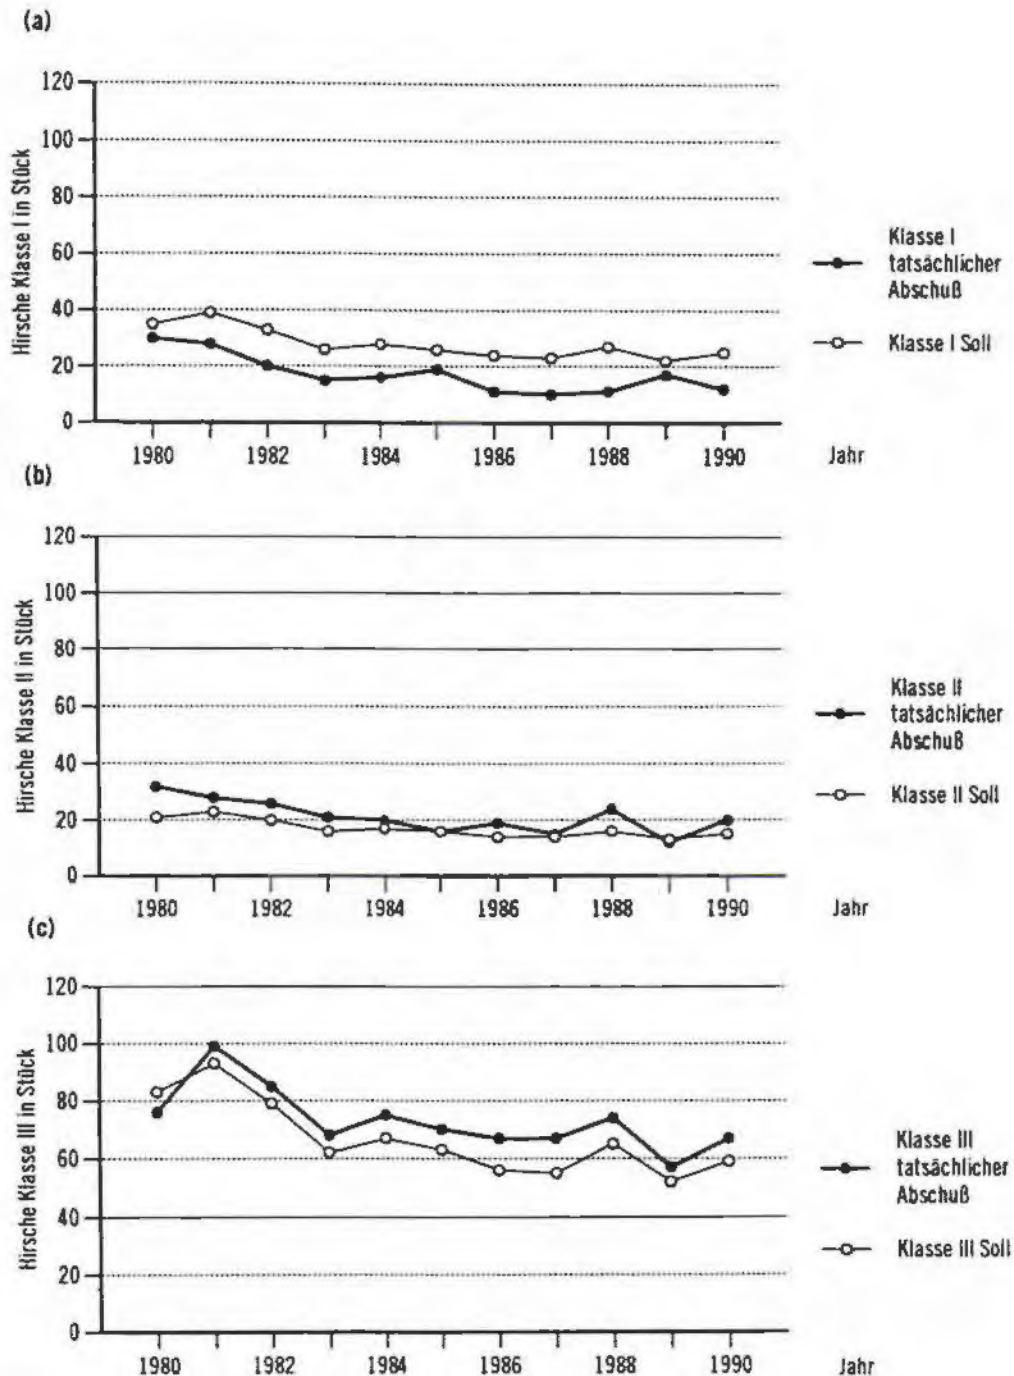 (a)
120
100
80
60
40
20
0
Hirsche Klasse I in Stück
1980 1982 1984 1986 1988 1990 Jahr
Klasse I
tatsächlicher
Abschuß
Klasse I Soll
(b)
120
100
80
60
40
20
0
Hirsche Klasse II in Stück
1980 1982 1984 1986 1988 1990 Jahr
Klasse II
tatsächlicher
Abschuß
Klasse II Soll
(c)
120
100
80
60
40
20
0
Hirsche Klasse III in Stück
1980 1982 1984 1986 1988 1990 Jahr
Klasse III
tatsächlicher
Abschuß
Klasse III Soll